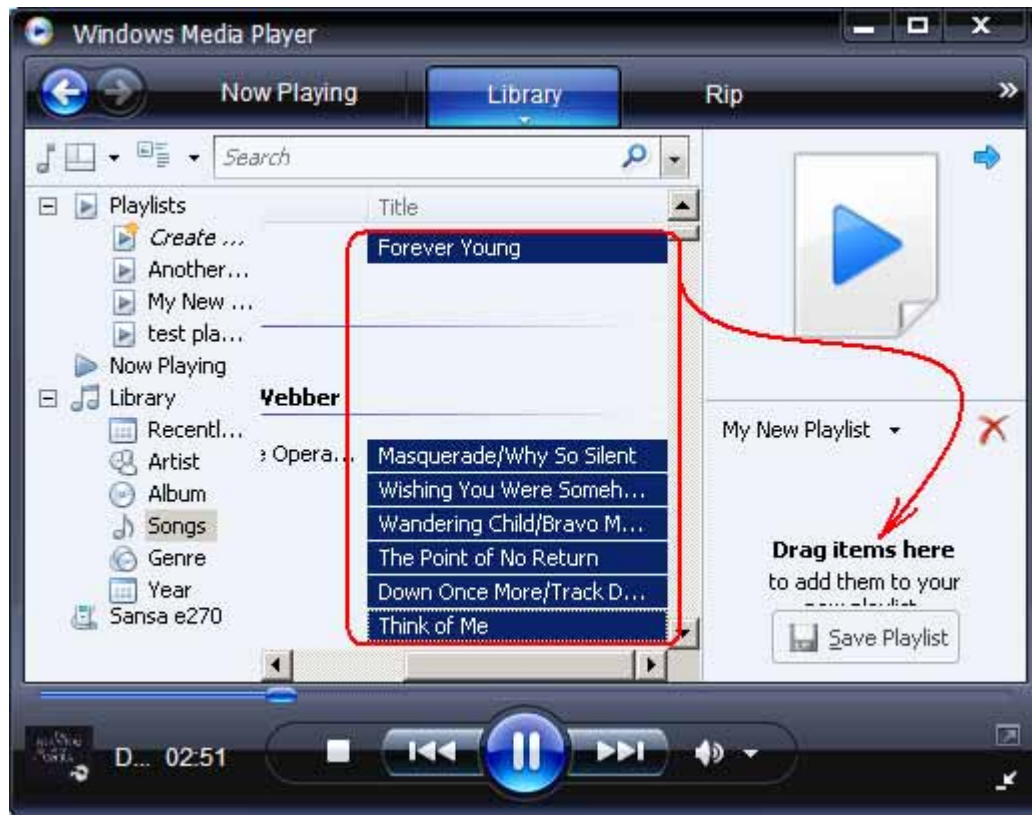 Windows Media Player
Now Playing
Library
Rip
»
Search
Playlists
Create ...
Another...
My New ...
test pla...
Now Playing
Library
Recentl...
Artist
Album
Songs
Genre
Year
Sansa e270
Title
Forever Young
Vebber
e Opera...
Masquerade/Why So Silent
Wishing You Were Someh...
Wandering Child/Bravo M...
The Point of No Return
Down Once More/Track D...
Think of Me
My New Playlist
Drag items here
to add them to your
new playlist
Save Playlist
D... 02:51